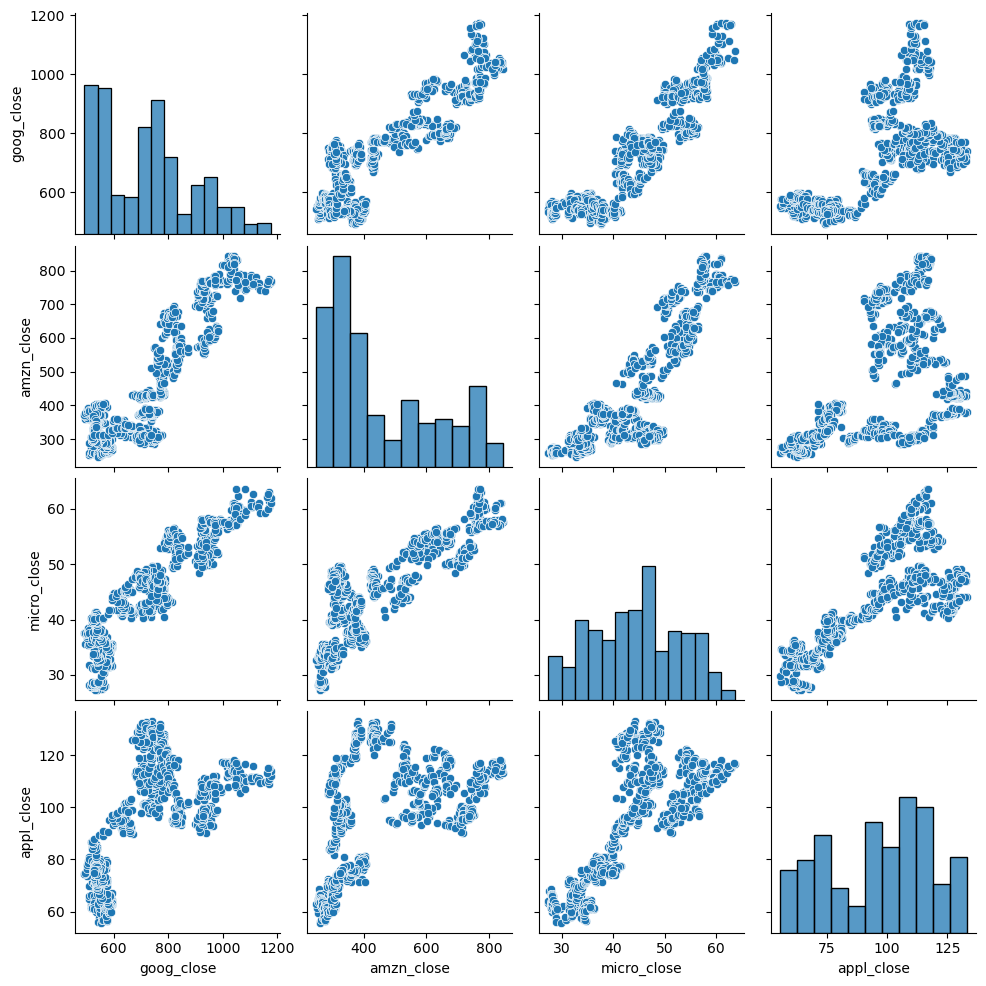 1200
1000
800
600
goog_close
800
700
600
500
400
300
amzn_close
60
50
40
30
micro_close
120
100
80
60
appl_close
600 800 1000 1200
400 600 800
30 40 50 60
75 100 125
goog_close amzn_close micro_close appl_close